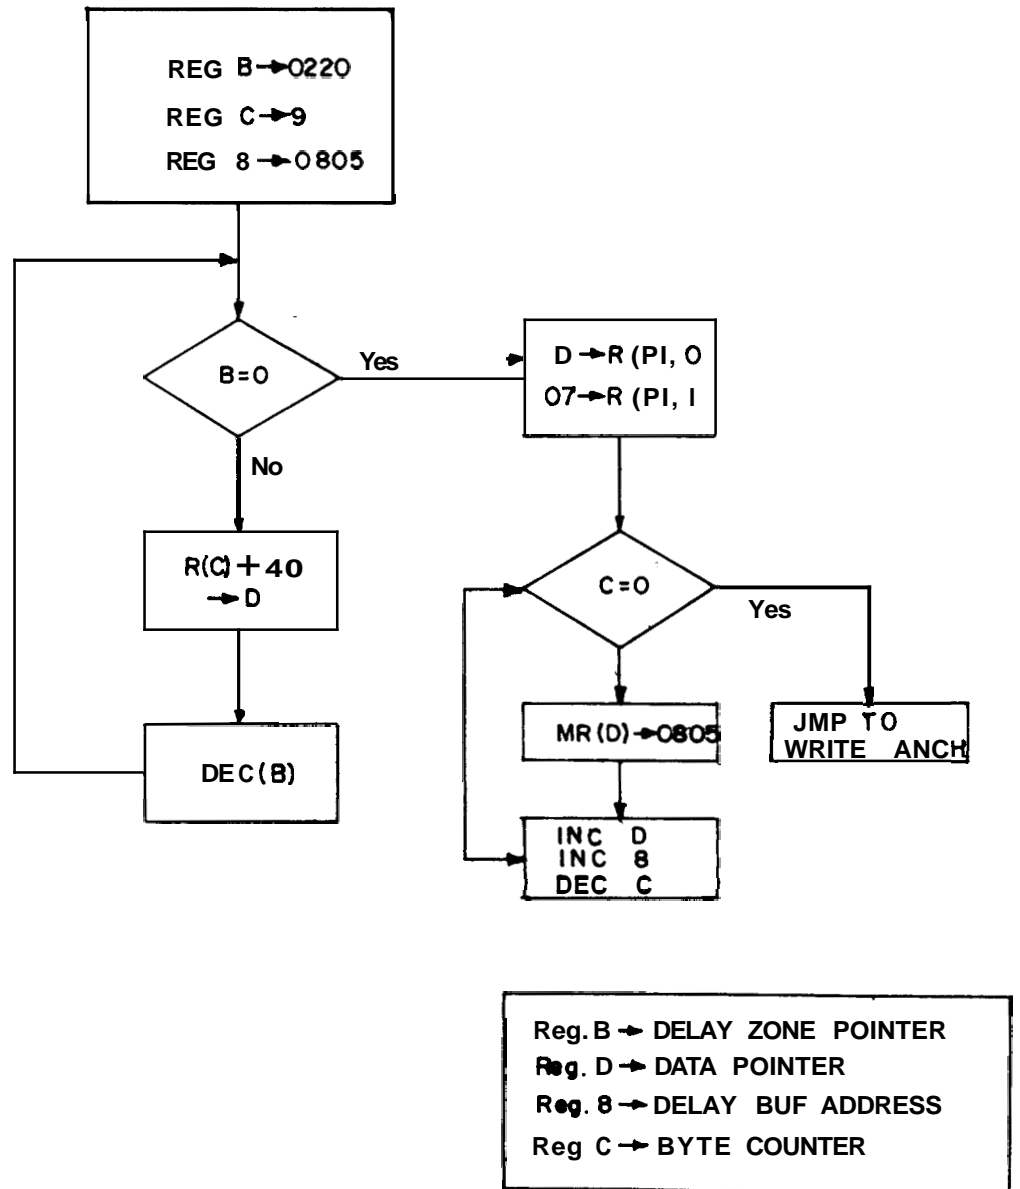 REG B→0220
REG C→9
REG 8→0805
B=0
Yes
No
R(C)+40
→D
DEC(B)
D→R(PI, 0
07→R(PI, I
C=0
Yes
MR(D)→0805
JMP TO
WRITE ANCH
INC D
INC 8
DEC C
Reg. B→ DELAY ZONE POINTER
Reg. D→ DATA POINTER
Reg. 8→ DELAY BUF ADDRESS
Reg C→ BYTE COUNTER